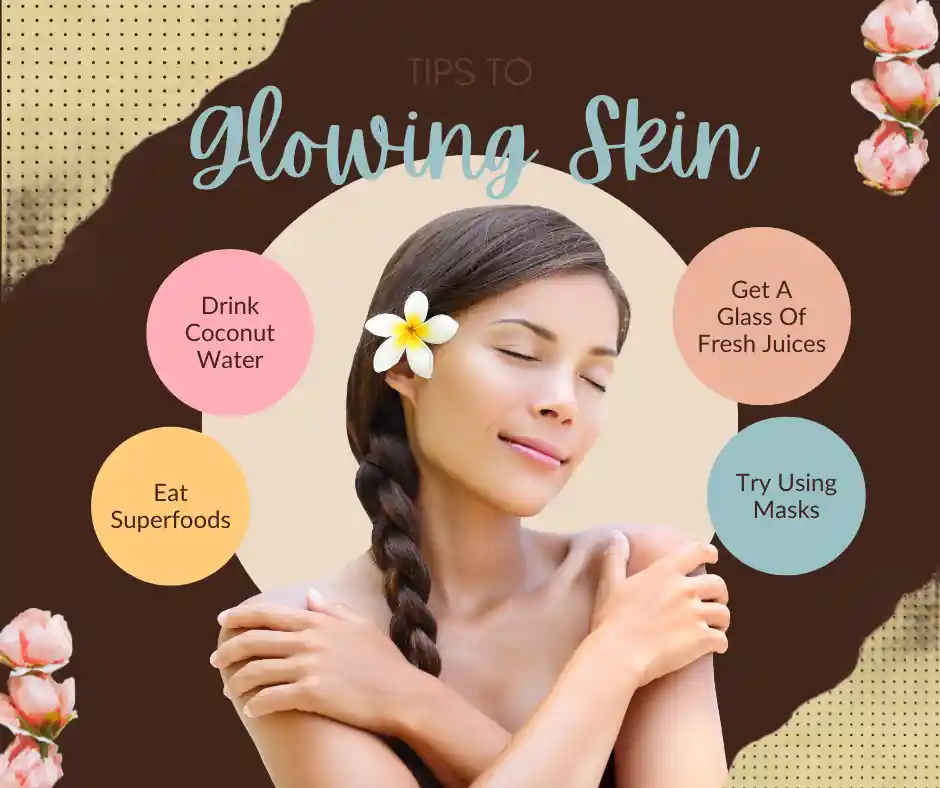 TIPS TO
Glowing Skin
Drink
Coconut
Water
Get A
Glass Of
Fresh Juices
Eat
Superfoods
Try Using
Masks